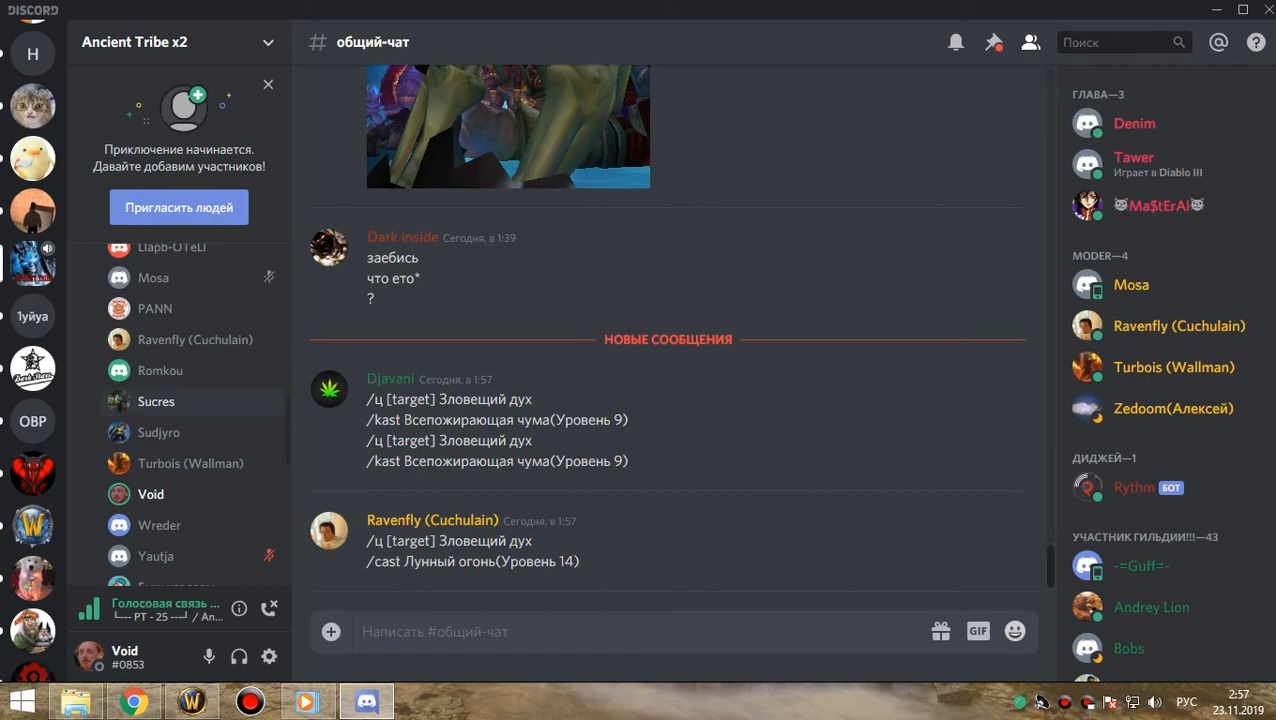 DISCORD
H
1уйуа
ОВР
Ancient Tribe x2
Приключение начинается.
Давайте добавим участников!
Пригласить людей
Царь-OTeLl
Mosa
PANN
Ravenfly (Cuchulain)
Romkou
Sucres
Sudjyro
Turbois (Wallman)
Void
Wreder
Yautja
Голосовая связь ...
└--- РТ - 25 ---┘ / An...
Void
#0853
# общий-чат
Поиск
Dark inside Сегодня, в 1:39
заебись
что ето*
?
НОВЫЕ СООБЩЕНИЯ
Djavani Сегодня, в 1:57
/ц [target] Зловещий дух
/kast Всепожирающая чума(Уровень 9)
/ц [target] Зловещий дух
/kast Всепожирающая чума(Уровень 9)
Ravenfly (Cuchulain) Сегодня, в 1:57
/ц [target] Зловещий дух
/cast Лунный огонь(Уровень 14)
Написать #общий-чат
GIF
ГЛАВА—3
Denim
Tawer
Играет в Diablo III
Ma$tErAl
MODER—4
Mosa
Ravenfly (Cuchulain)
Turbois (Wallman)
Zedoom(Алексей)
ДИДЖЕЙ—1
Rythm БОТ
УЧАСТНИК ГИЛЬДИИ!!!—43
-=Guff=-
Andrey Lion
Bobs
РУС
2:57
23.11.2019